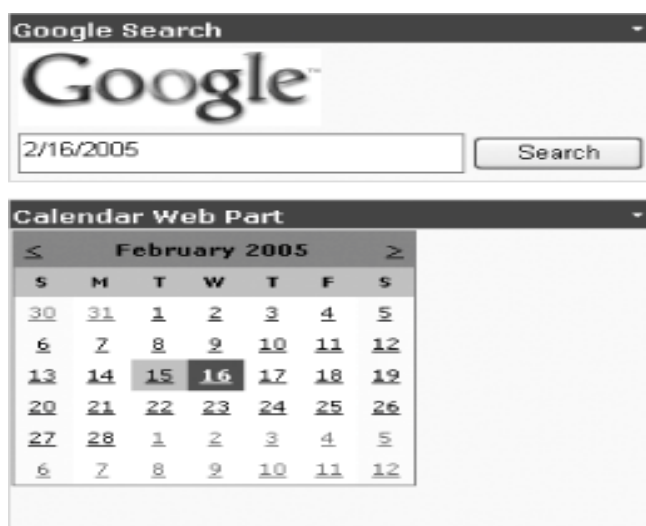 Google Search
Google™
2/16/2005 Search
Calendar Web Part
< February 2005 >
S M T W T F S
30 31 1 2 3 4 5
6 7 8 9 10 11 12
13 14 15 16 17 18 19
20 21 22 23 24 25 26
27 28 1 2 3 4 5
6 7 8 9 10 11 12